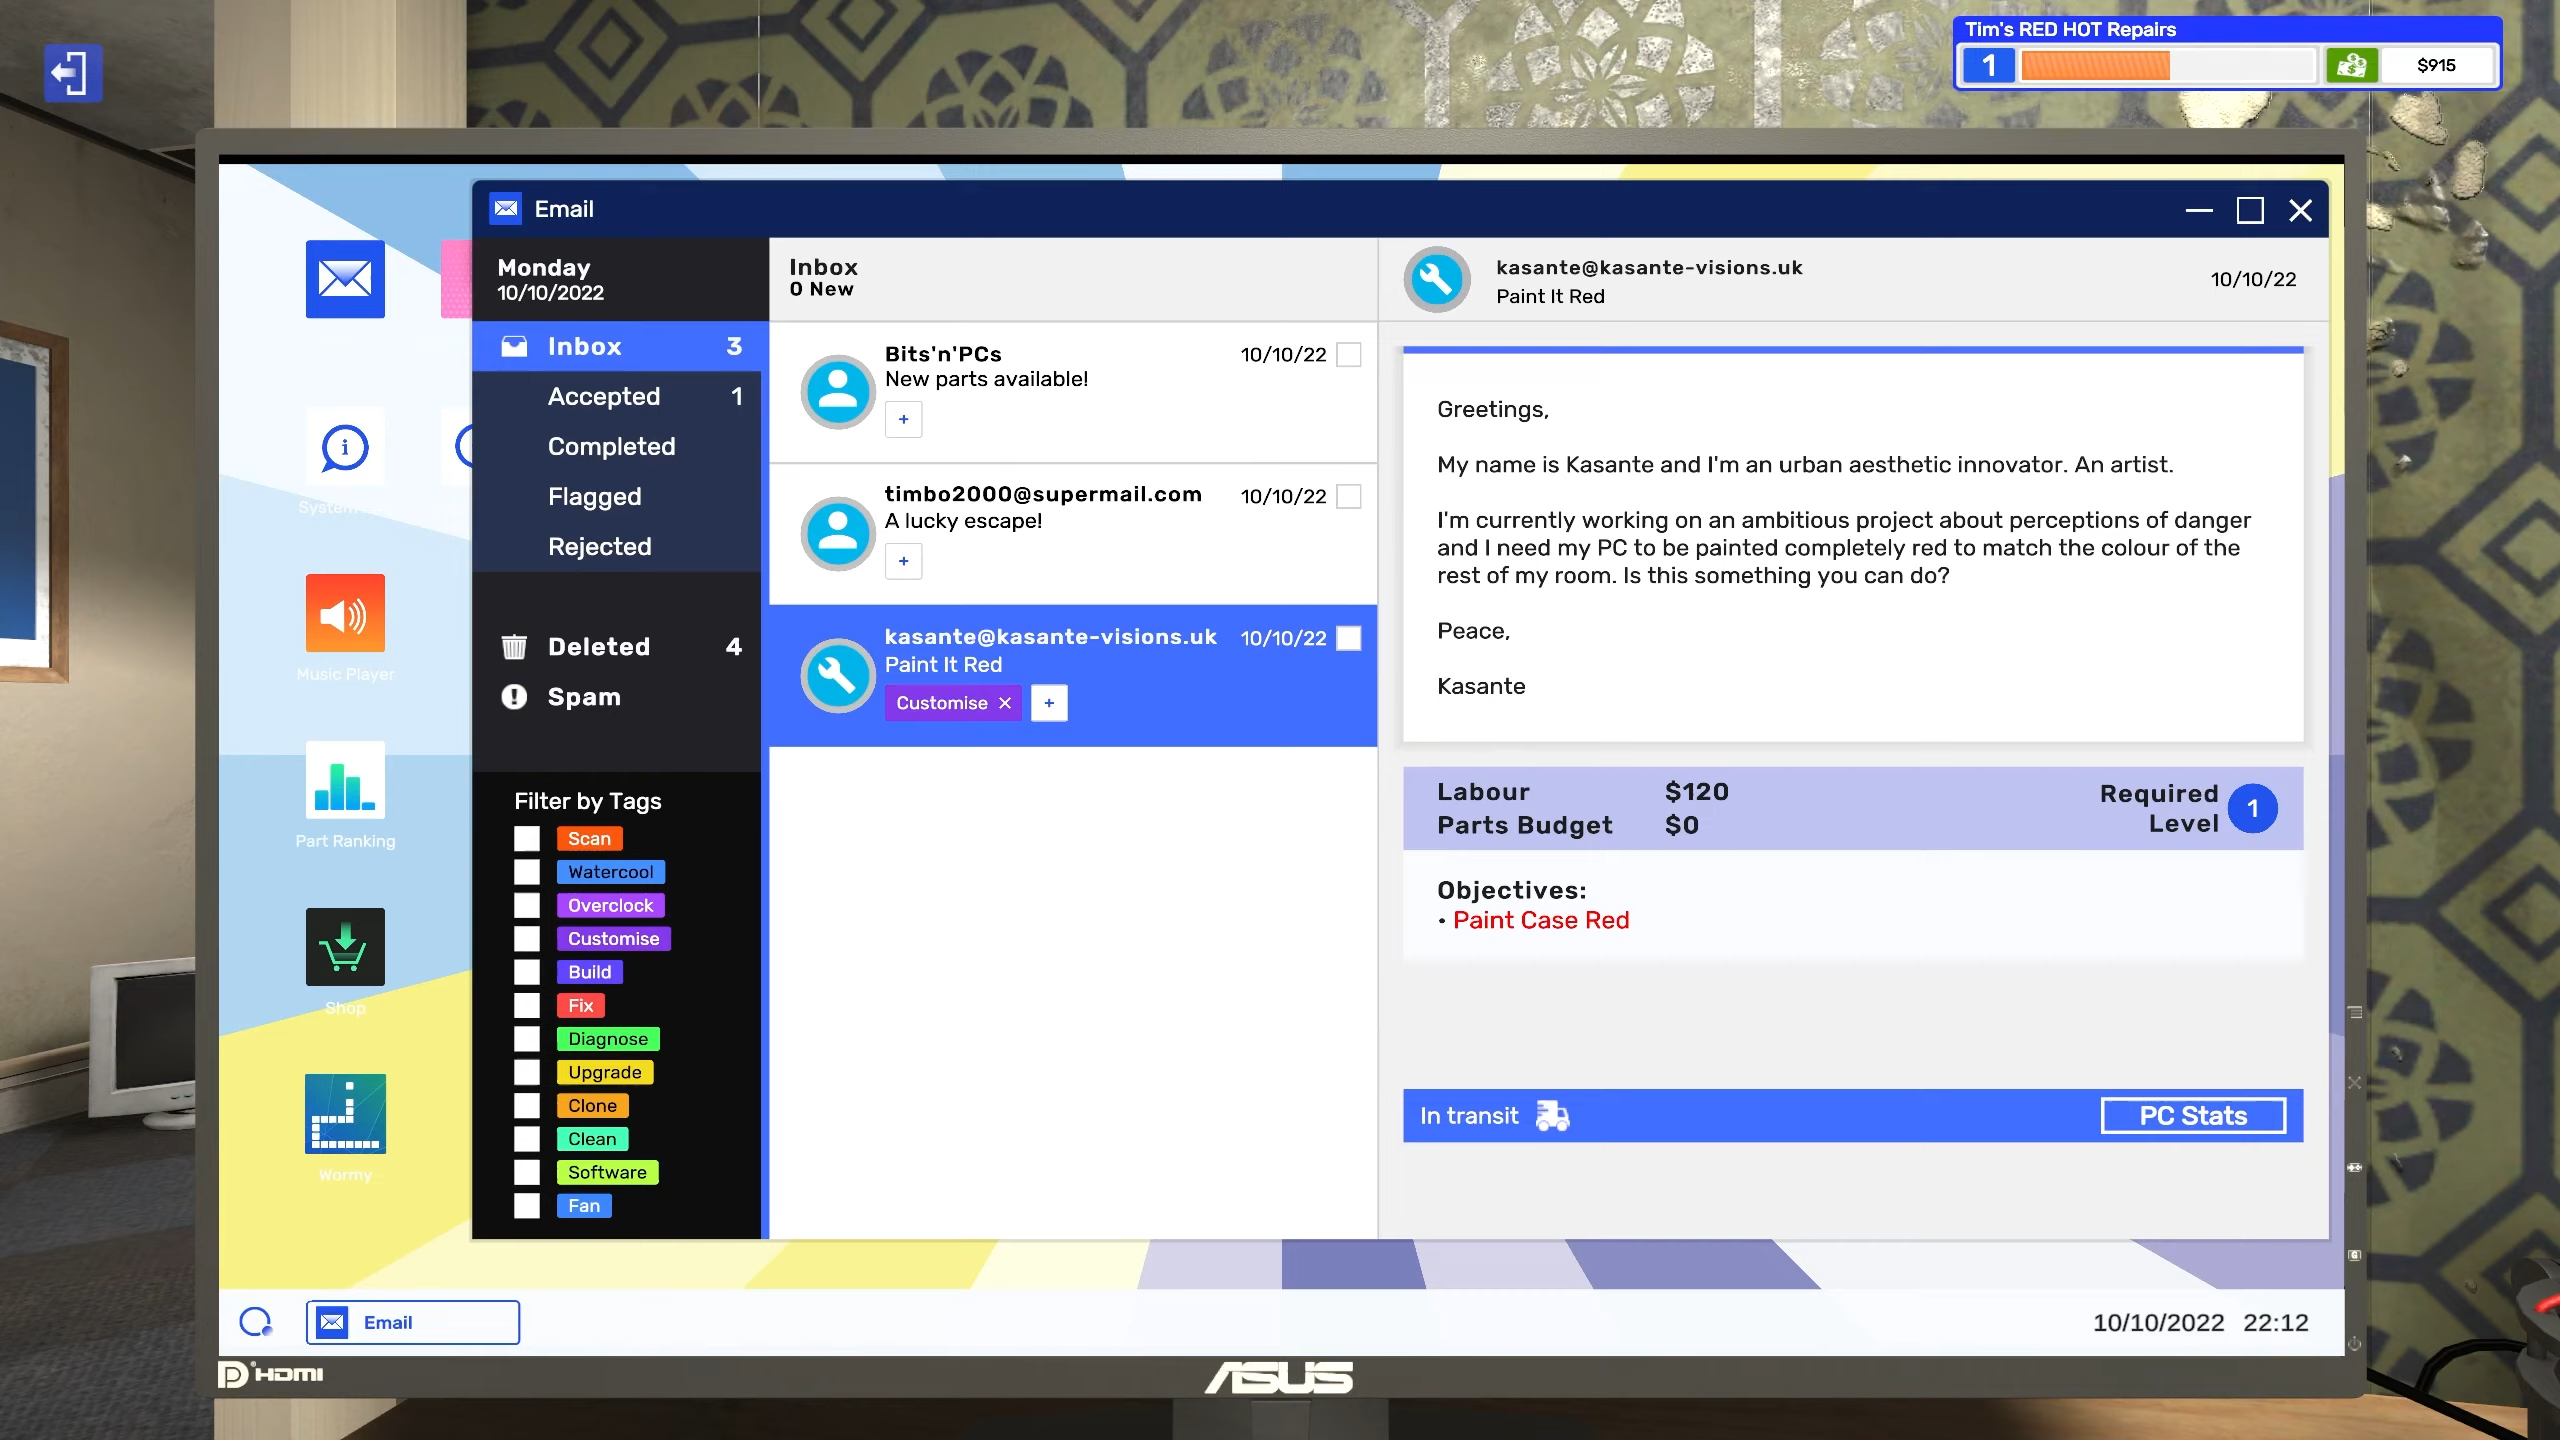 Tim's RED HOT Repairs
1
$915
Email
Monday
10/10/2022
Inbox 3
Accepted 1
Completed
Flagged
Rejected
Deleted 4
Spam
Filter by Tags
Scan
Watercool
Overclock
Customise
Build
Fix
Diagnose
Upgrade
Clone
Clean
Software
Fan
Inbox
0 New
Bits'n'PCs 10/10/22
New parts available!
+
timbo2000@supermail.com 10/10/22
A lucky escape!
+
kasante@kasante-visions.uk 10/10/22
Paint It Red
Customise × +
kasante@kasante-visions.uk
Paint It Red
10/10/22
Greetings,
My name is Kasante and I'm an urban aesthetic innovator. An artist.
I'm currently working on an ambitious project about perceptions of danger
and I need my PC to be painted completely red to match the colour of the
rest of my room. Is this something you can do?
Peace,
Kasante
Labour $120
Parts Budget $0
Required
Level
1
Objectives:
• Paint Case Red
In transit
PC Stats
System
Music Player
Part Ranking
Shop
Wormy
Email
10/10/2022 22:12
HDMI
ASUS